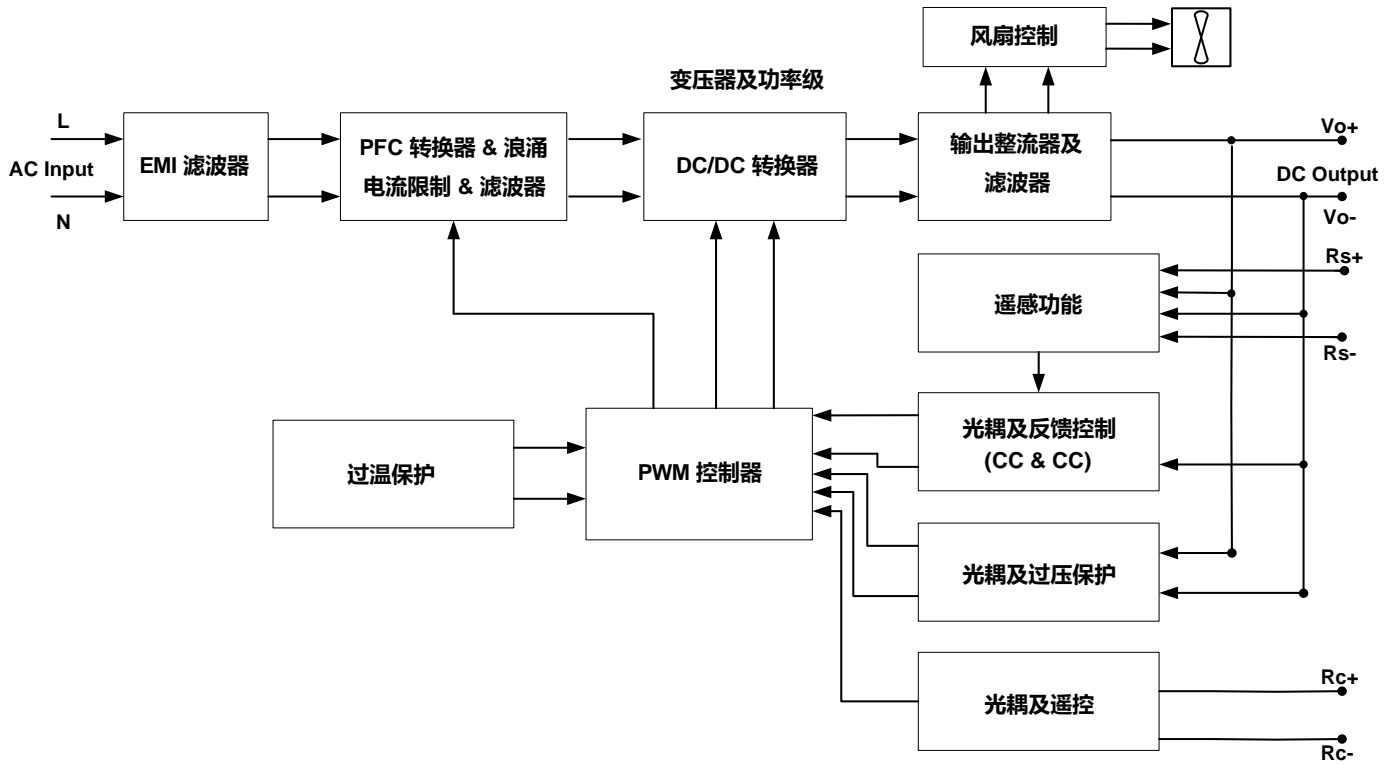 风扇控制
变压器及功率级
L
AC Input
N
EMI 滤波器
PFC 转换器 & 浪涌
电流限制 & 滤波器
DC/DC 转换器
输出整流器及
滤波器
Vo+
DC Output
Vo-
Rs+
遥感功能
Rs-
光耦及反馈控制
(CC & CC)
过温保护
PWM 控制器
光耦及过压保护
光耦及遥控
Rc+
Rc-